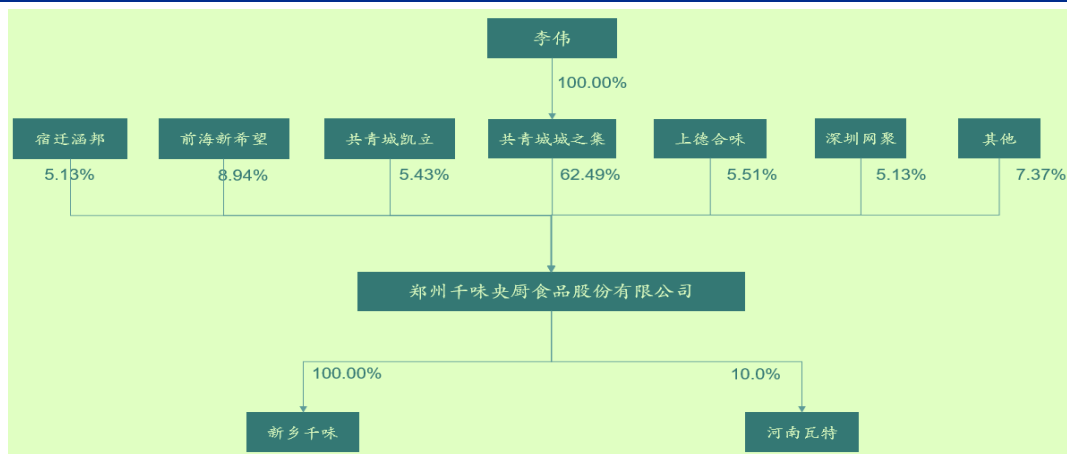 李伟
100.00%
宿迁涵邦 前海新希望 共青城凯立 共青城城之集 上德合味 深圳网聚 其他
5.13% 8.94% 5.43% 62.49% 5.51% 5.13% 7.37%
郑州千味央厨食品股份有限公司
100.00% 10.0%
新乡千味 河南瓦特